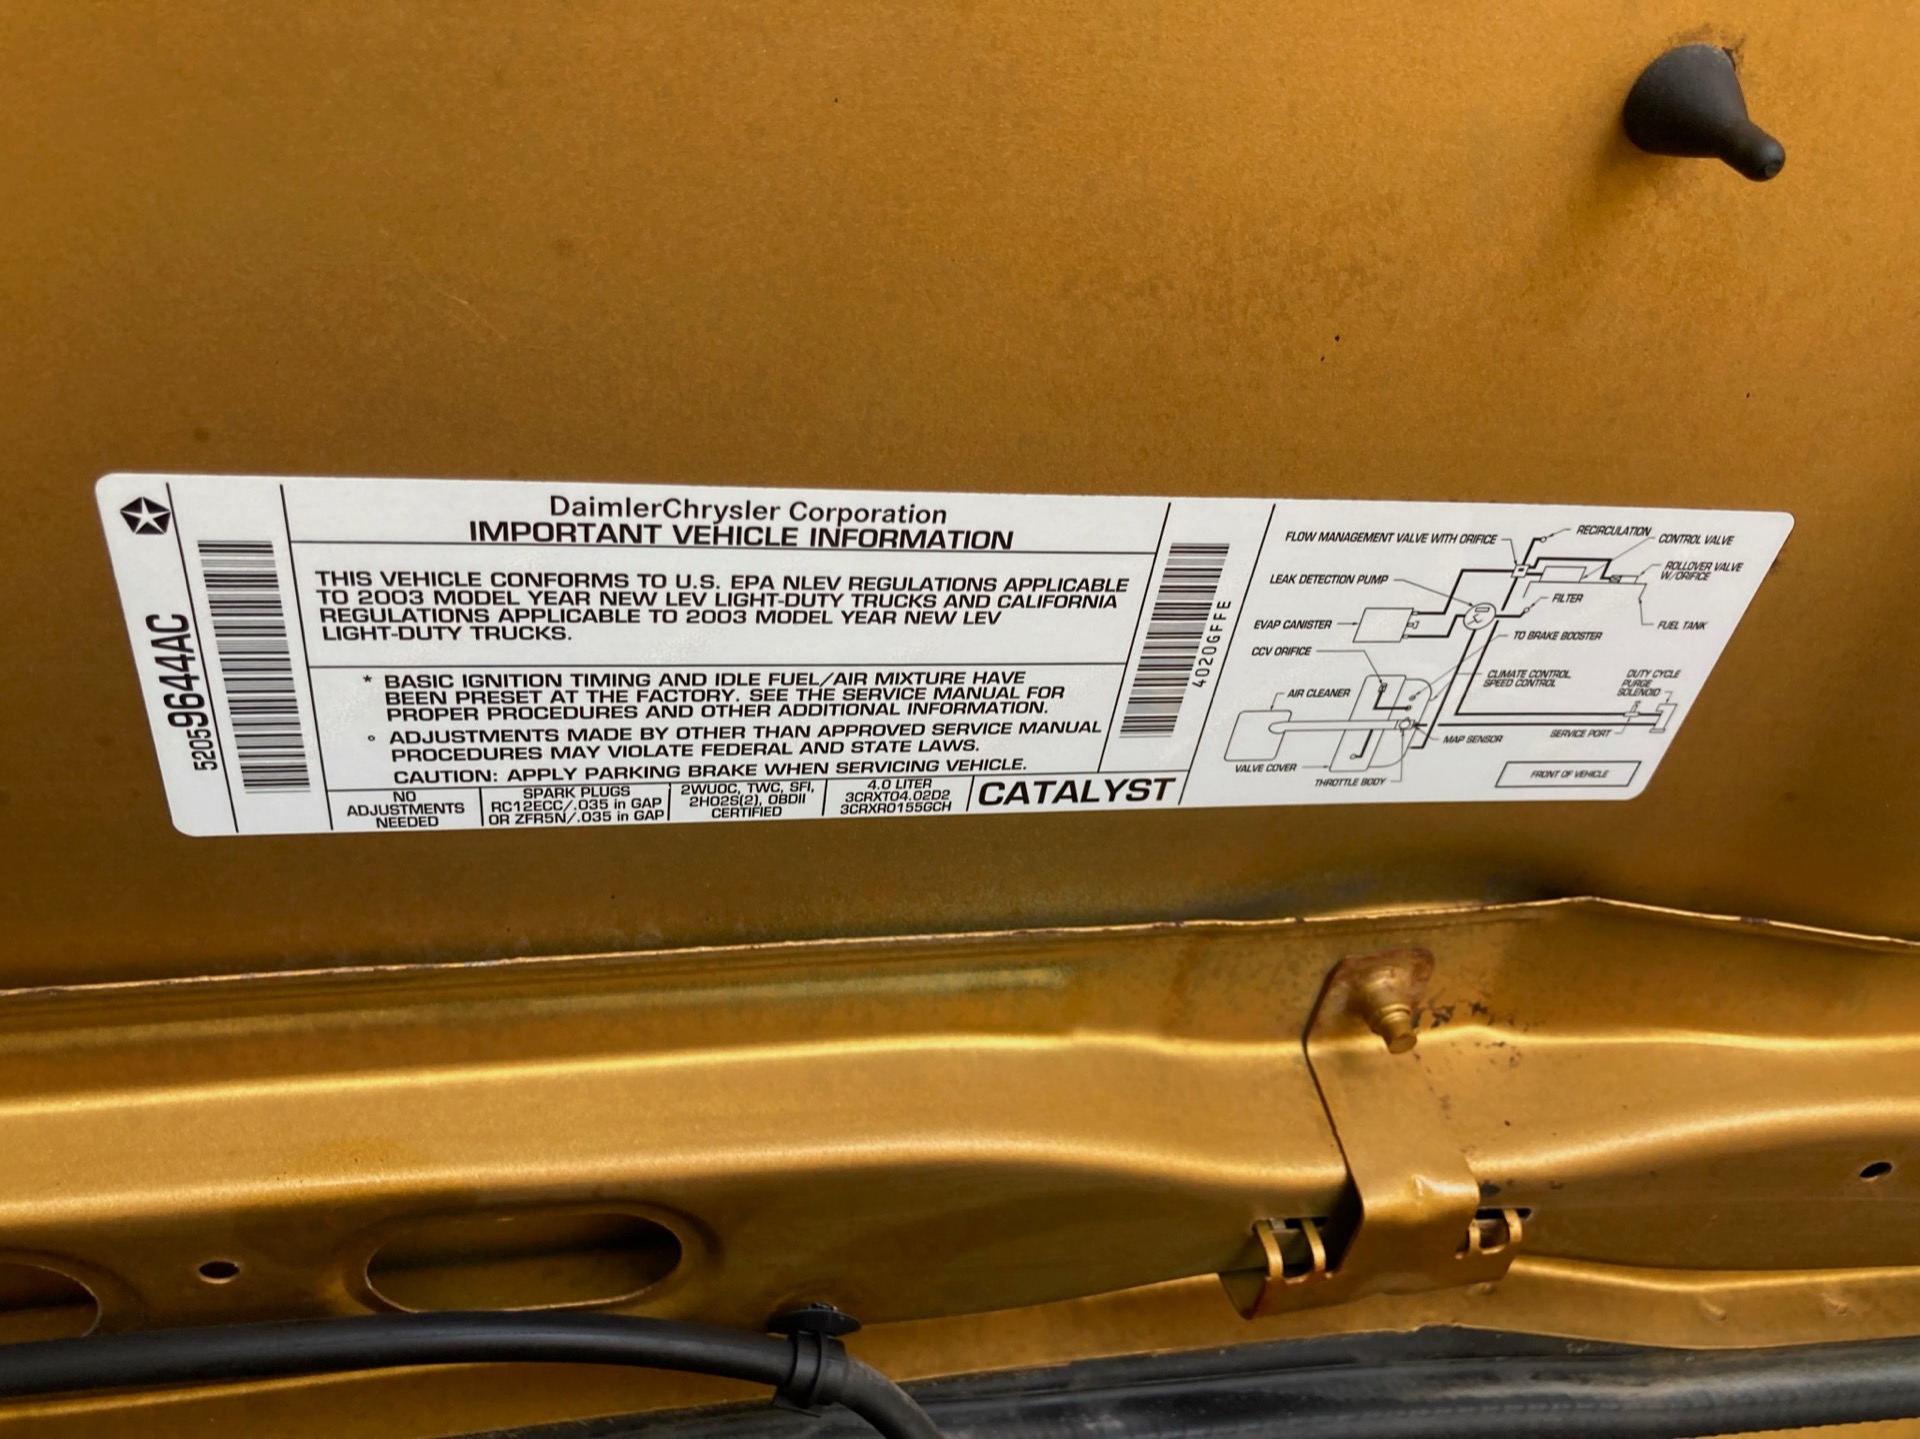 52059644AC
DaimlerChrysler Corporation
IMPORTANT VEHICLE INFORMATION
THIS VEHICLE CONFORMS TO U.S. EPA NLEV REGULATIONS APPLICABLE
TO 2003 MODEL YEAR NEW LEV LIGHT-DUTY TRUCKS AND CALIFORNIA
REGULATIONS APPLICABLE TO 2003 MODEL YEAR NEW LEV
LIGHT-DUTY TRUCKS.
* BASIC IGNITION TIMING AND IDLE FUEL/AIR MIXTURE HAVE
BEEN PRESET AT THE FACTORY. SEE THE SERVICE MANUAL FOR
PROPER PROCEDURES AND OTHER ADDITIONAL INFORMATION.
° ADJUSTMENTS MADE BY OTHER THAN APPROVED SERVICE MANUAL
PROCEDURES MAY VIOLATE FEDERAL AND STATE LAWS.
CAUTION: APPLY PARKING BRAKE WHEN SERVICING VEHICLE.
NO
ADJUSTMENTS
NEEDED
SPARK PLUGS
RC12ECC/.035 in GAP
OR ZFR5N/.035 in GAP
2WUOC, TWC, SFI,
2HO2S(2), OBDII
CERTIFIED
4.0 LITER
3CRXT04.02D2
3CRXR0155GCH
CATALYST
4020GFFE
FLOW MANAGEMENT VALVE WITH ORIFICE
RECIRCULATION
CONTROL VALVE
LEAK DETECTION PUMP
ROLLOVER VALVE
W/ORIFICE
FILTER
EVAP CANISTER
FUEL TANK
TO BRAKE BOOSTER
CCV ORIFICE
CLIMATE CONTROL
SPEED CONTROL
DUTY CYCLE
PURGE
SOLENOID
AIR CLEANER
MAP SENSOR
SERVICE PORT
VALVE COVER
THROTTLE BODY
FRONT OF VEHICLE